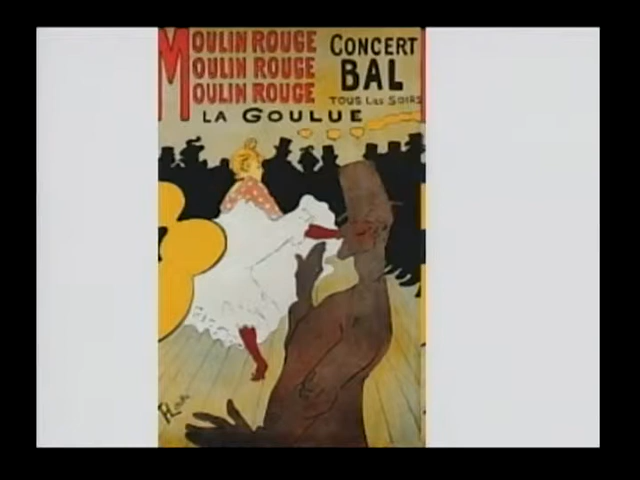 MOULIN ROUGE CONCERT
MOULIN ROUGE BAL
MOULIN ROUGE TOUS LES SOIRS
LA GOULUE